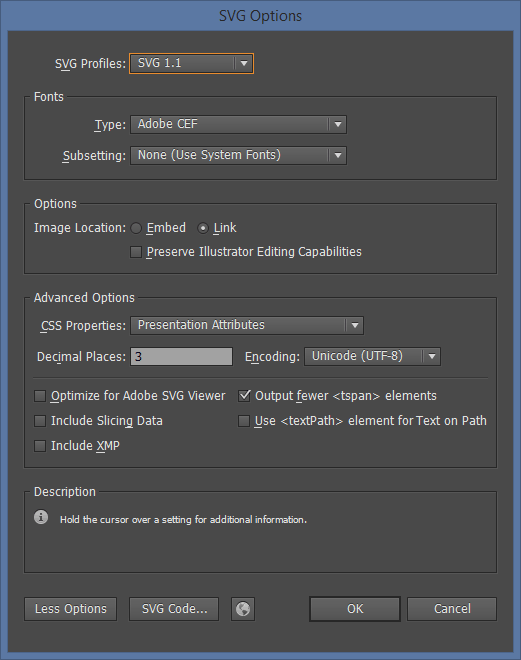 SVG Options
SVG Profiles: SVG 1.1
Fonts
Type: Adobe CEF
Subsetting: None (Use System Fonts)
Options
Image Location: Embed Link
Preserve Illustrator Editing Capabilities
Advanced Options
CSS Properties: Presentation Attributes
Decimal Places: 3 Encoding: Unicode (UTF-8)
Optimize for Adobe SVG Viewer Output fewer <tspan> elements
Include Slicing Data Use <textPath> element for Text on Path
Include XMP
Description
Hold the cursor over a setting for additional information.
Less Options SVG Code... OK Cancel